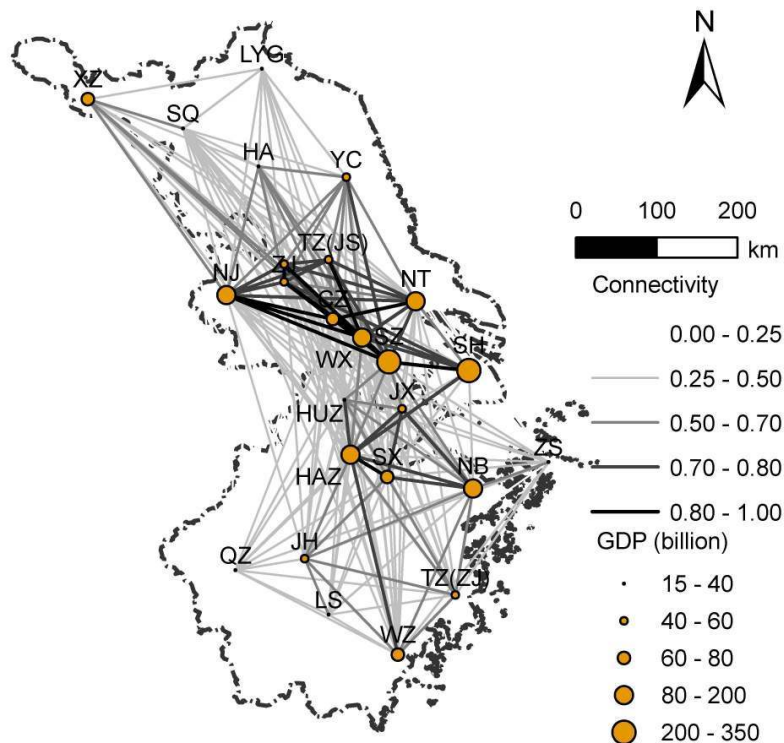 N
LYG
XZ
SQ
HA
YC
0 100 200
km
TZ(JS)
ZJ
NJ
NT
Connectivity
CZ
SZ
SH
0.00 - 0.25
WX
0.25 - 0.50
JX
HUZ
0.50 - 0.70
ZS
SX
HAZ
NB
0.70 - 0.80
0.80 - 1.00
GDP (billion)
JH
QZ
TZ(ZJ)
15 - 40
LS
40 - 60
WZ
60 - 80
80 - 200
200 - 350